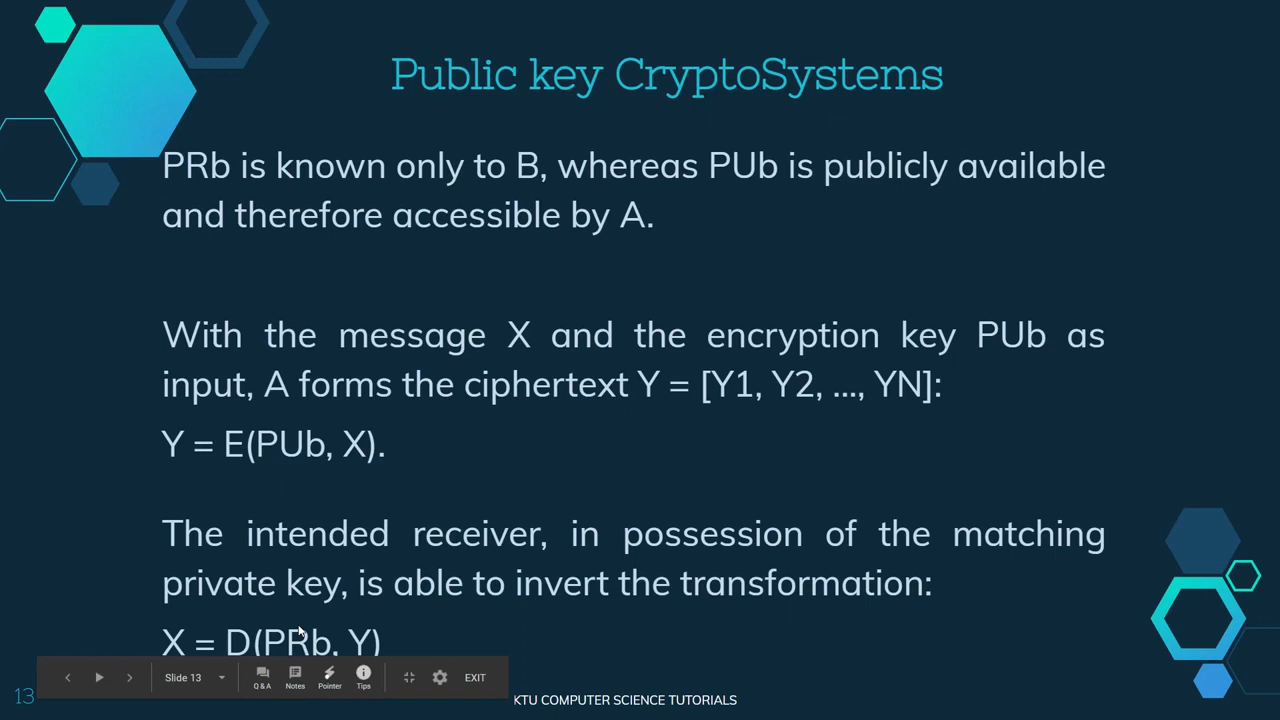 Public key CryptoSystems
PRb is known only to B, whereas PUb is publicly available
and therefore accessible by A.
With the message X and the encryption key PUb as
input, A forms the ciphertext Y = [Y1, Y2, ..., YN]:
Y = E(PUb, X).
The intended receiver, in possession of the matching
private key, is able to invert the transformation:
X = D(PRb, Y)
Slide 13
Q & A
Notes
Pointer
Tips
EXIT
13
KTU COMPUTER SCIENCE TUTORIALS